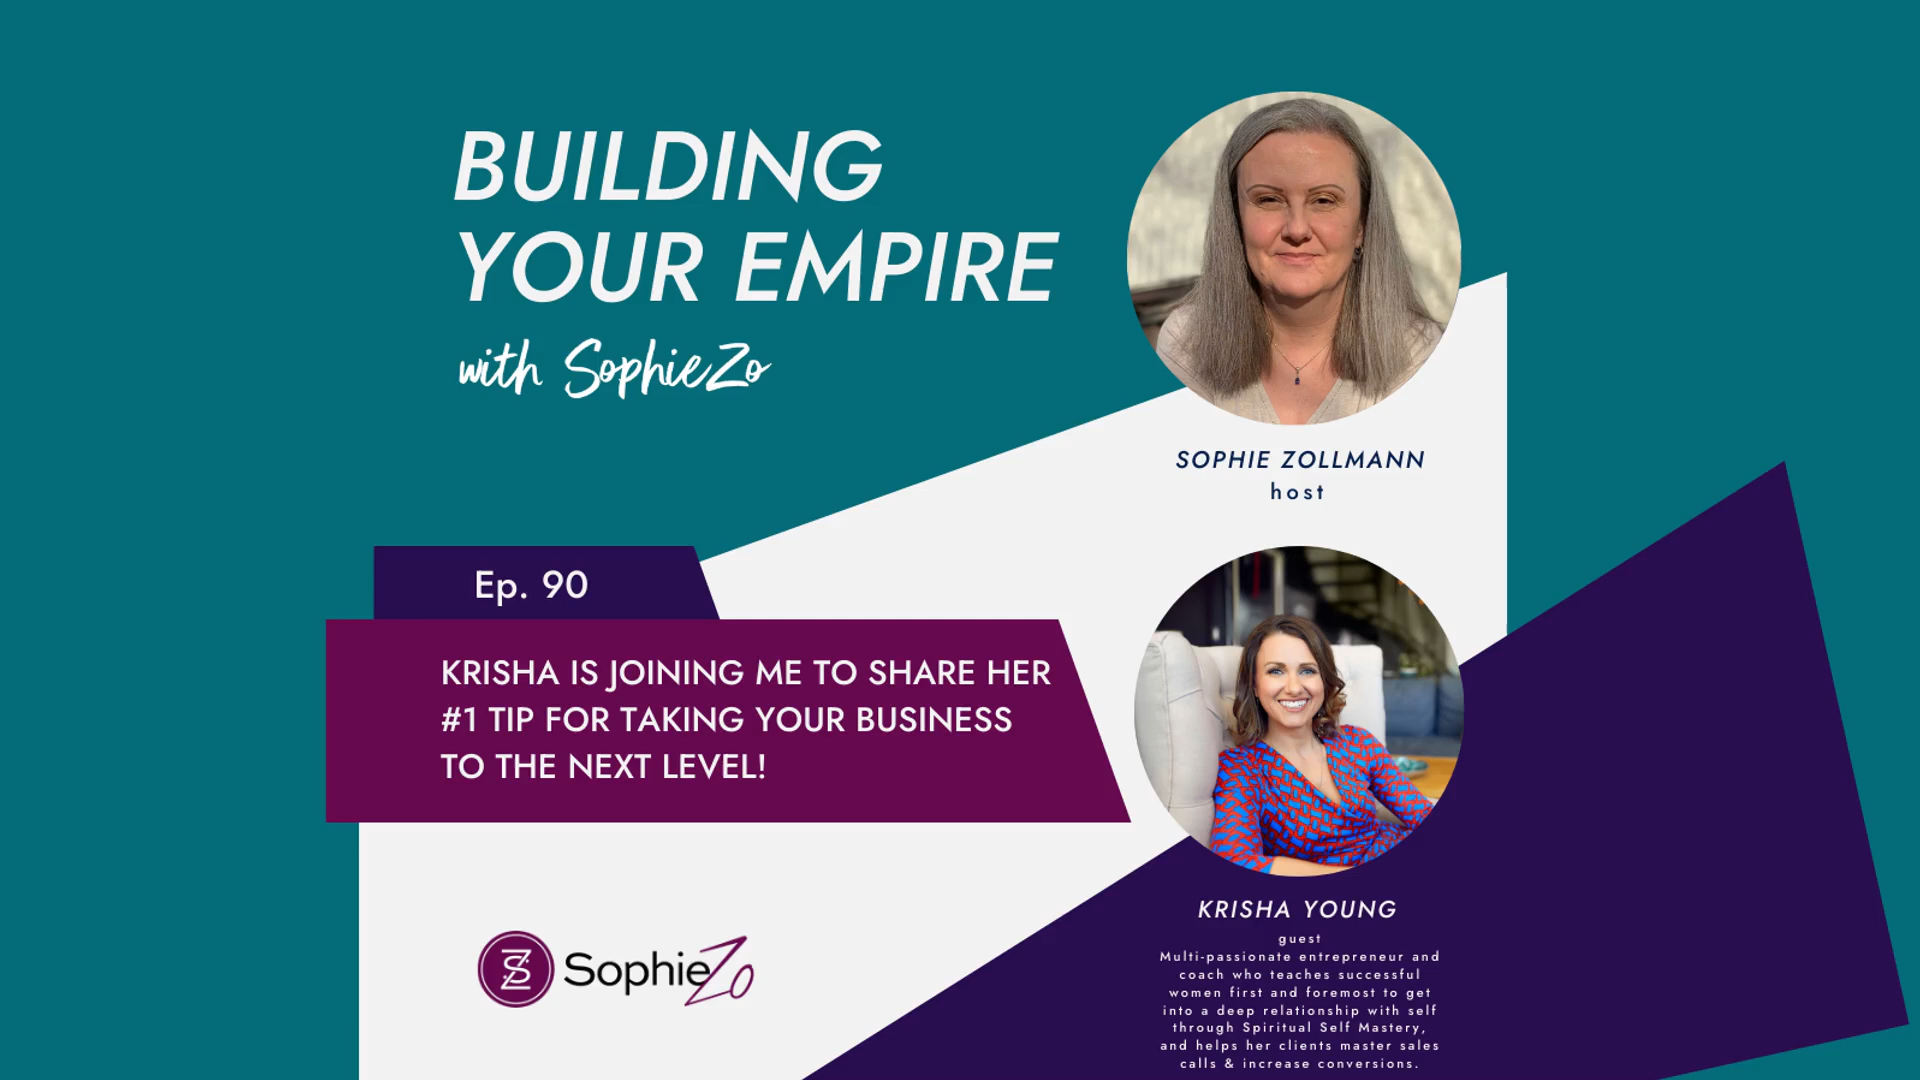 BUILDING
YOUR EMPIRE
with SophieZo
SOPHIE ZOLLMANN
host
Ep. 90
KRISHA IS JOINING ME TO SHARE HER
#1 TIP FOR TAKING YOUR BUSINESS
TO THE NEXT LEVEL!
KRISHA YOUNG
guest
Multi-passionate entrepreneur and
coach who teaches successful
women first and foremost to get
into a deep relationship with self
through Spiritual Self Mastery,
and helps her clients master sales
calls & increase conversions.
SZ SophieZo